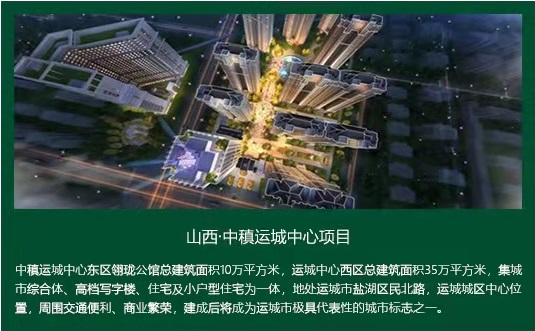 山西·中稹运城中心项目
中稹运城中心东区翎珑公馆总建筑面积10万平方米，运城中心西区总建筑面积35万平方米，集城
市综合体、高档写字楼、住宅及小户型住宅为一体，地处运城市盐湖区民北路，运城城区中心位
置，周围交通便利、商业繁荣，建成后将成为运城市极具代表性的城市标志之一。